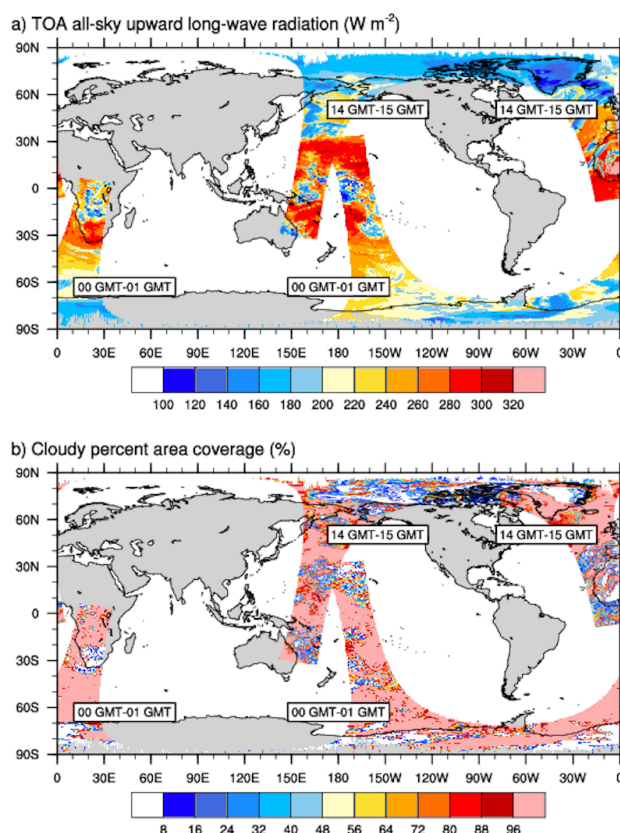 a) TOA all-sky upward long-wave radiation (W m⁻²)
90N
60N
30N
0
30S
60S
90S
14 GMT-15 GMT
14 GMT-15 GMT
00 GMT-01 GMT
00 GMT-01 GMT
0 30E 60E 90E 120E 150E 180E 150W 120W 90W 60W 30W 0
100 120 140 160 180 200 220 240 260 280 300 320
b) Cloudy percent area coverage (%)
90N
60N
30N
0
30S
60S
90S
14 GMT-15 GMT
14 GMT-15 GMT
00 GMT-01 GMT
00 GMT-01 GMT
0 30E 60E 90E 120E 150E 180E 150W 120W 90W 60W 30W 0
8 16 24 32 40 48 56 64 72 80 88 96